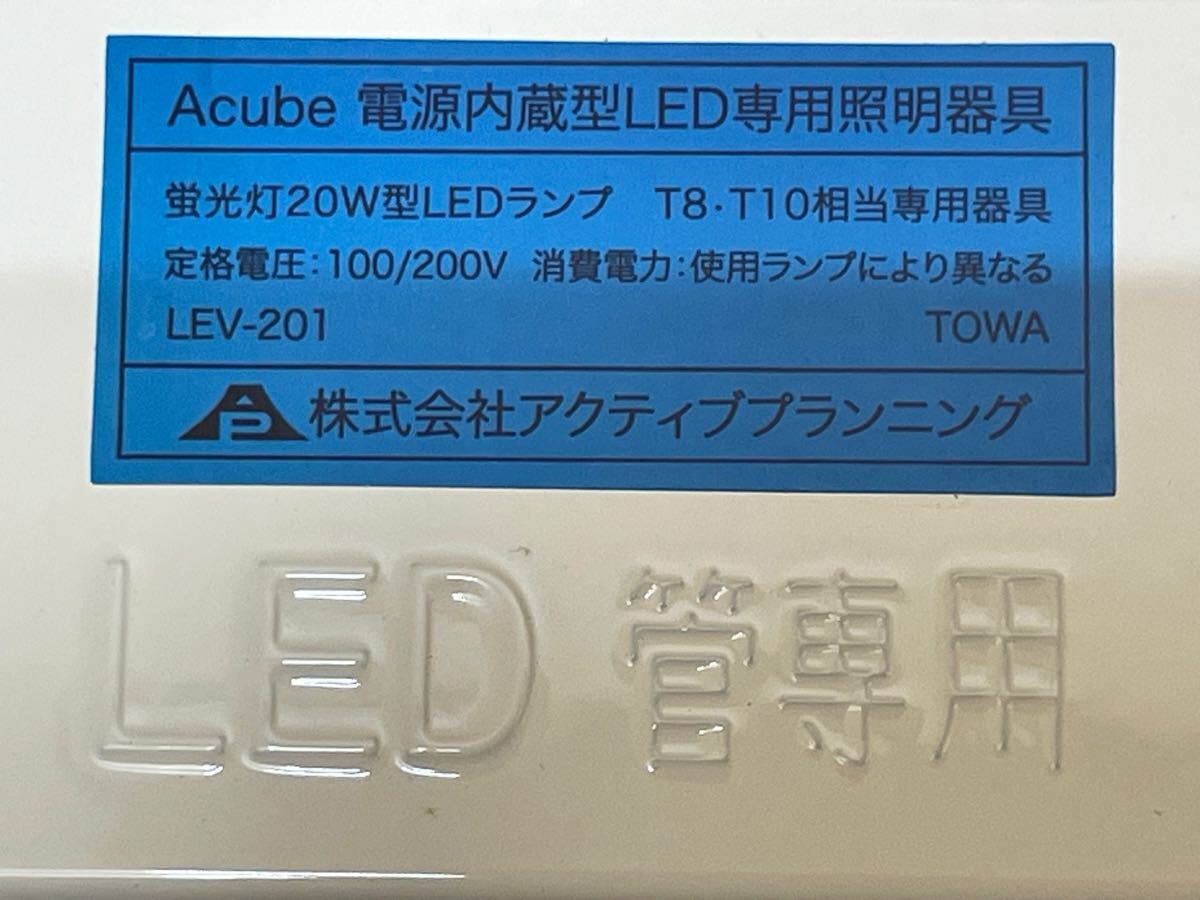 Acube 電源内蔵型LED専用照明器具
蛍光灯20W型LEDランプ T8・T10相当専用器具
定格電圧:100/200V 消費電力:使用ランプにより異なる
LEV-201 TOWA
AP 株式会社アクティブプランニング
LED 管専用